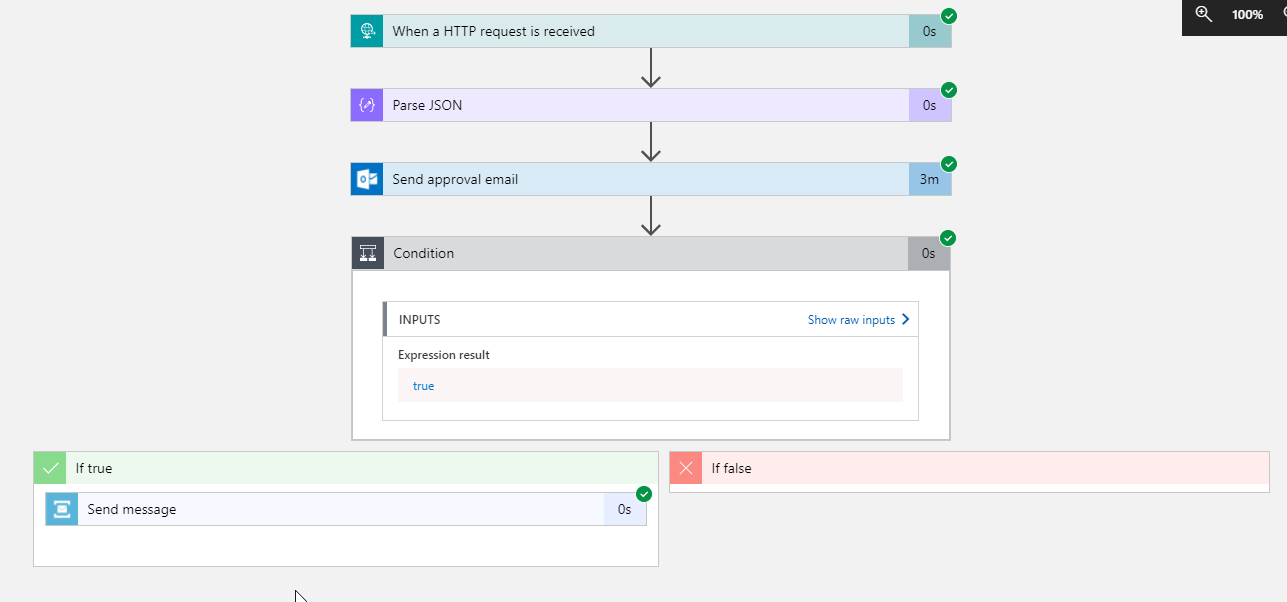 100%
When a HTTP request is received 0s
Parse JSON 0s
Send approval email 3m
Condition 0s
INPUTS Show raw inputs
Expression result
true
If true
If false
Send message 0s